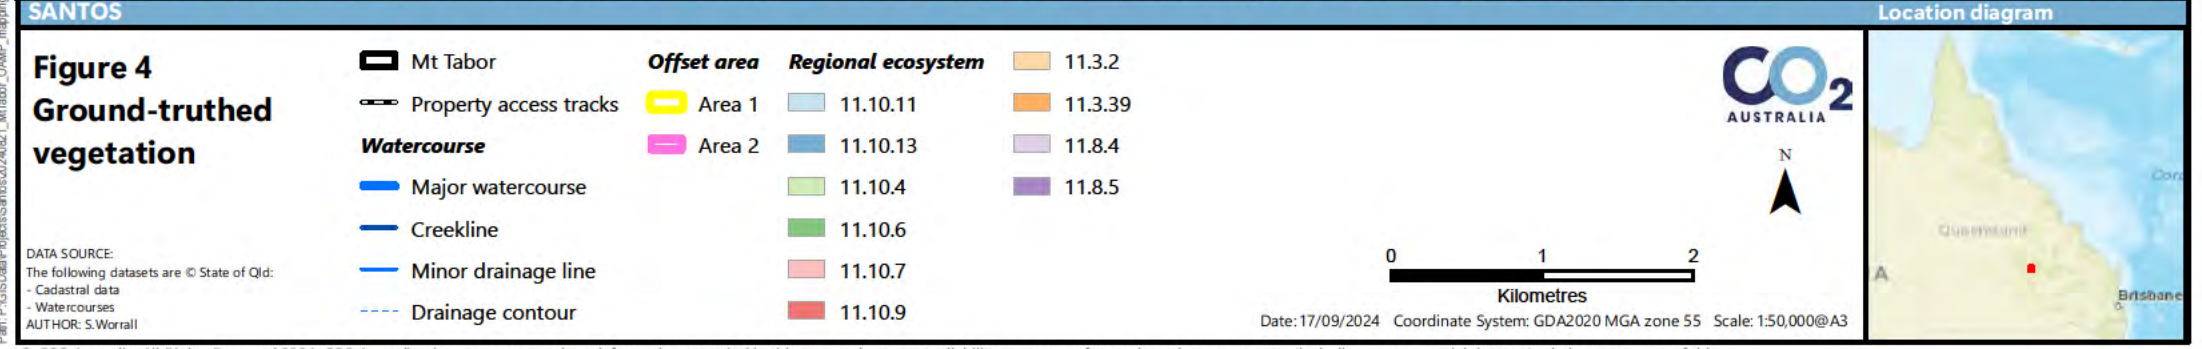 SANTOS
Location diagram
Figure 4
Ground-truthed
vegetation
DATA SOURCE:
The following datasets are © State of Qld:
- Cadastral data
- Watercourses
AUTHOR: S.Worrall
Mt Tabor
Property access tracks
Watercourse
Major watercourse
Creekline
Minor drainage line
Drainage contour
Offset area
Area 1
Area 2
Regional ecosystem
11.10.11
11.10.13
11.10.4
11.10.6
11.10.7
11.10.9
11.3.2
11.3.39
11.8.4
11.8.5
CO2
AUSTRALIA
N
0 1 2
Kilometres
Date:17/09/2024 Coordinate System: GDA2020 MGA zone 55 Scale: 1:50,000@A3
Queensland
A
Brisbane